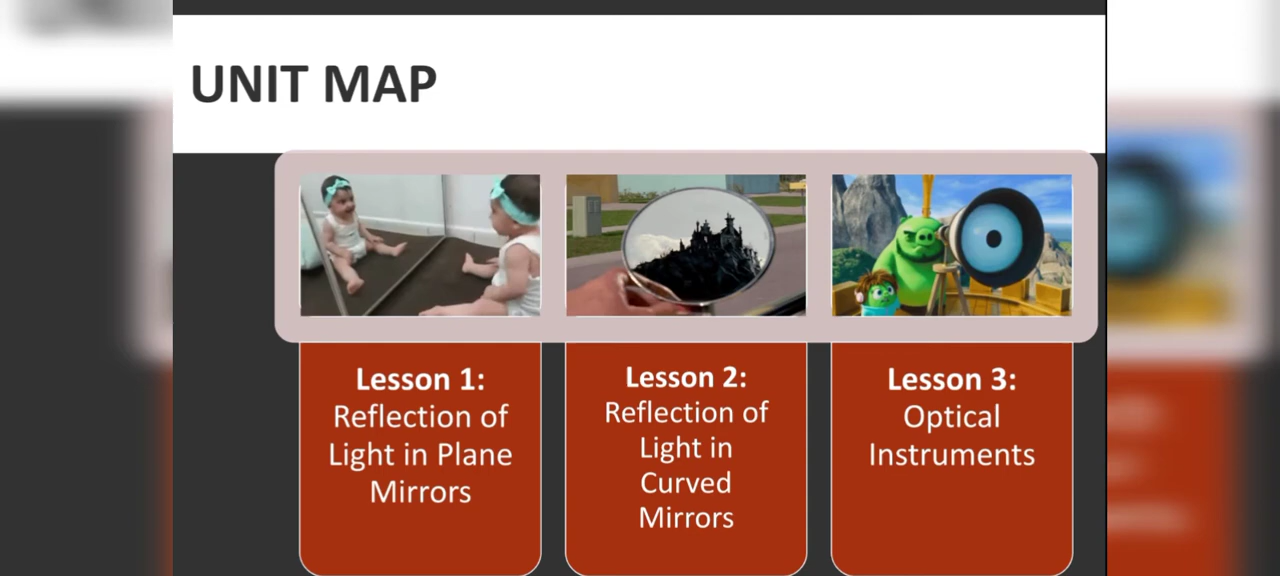 UNIT MAP
Lesson 1:
Reflection of
Light in Plane
Mirrors
Lesson 2:
Reflection of
Light in
Curved
Mirrors
Lesson 3:
Optical
Instruments